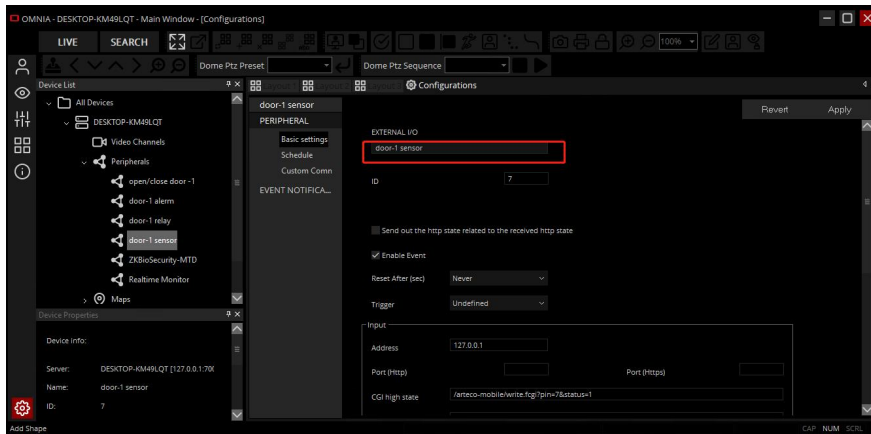 OMNIA - DESKTOP-KM49LQT - Main Window - [Configurations]
LIVE SEARCH 100%
Dome Ptz Preset Dome Ptz Sequence
Device List Configurations
All Devices
DESKTOP-KM49LQT
Video Channels
Peripherals
open/close door -1
door-1 alerm
door-1 relay
door-1 sensor
ZKBioSecurity-MTD
Realtime Monitor
Maps
Device Properties
Device info:
Server: DESKTOP-KM49LQT [127.0.0.1:70(
Name: door-1 sensor
ID: 7
door-1 sensor
PERIPHERAL
Basic settings
Schedule
Custom Comn
EVENT NOTIFICA...
Revert Apply
EXTERNAL I/O
door-1 sensor
ID 7
Send out the http state related to the received http state
Enable Event
Reset After (sec) Never
Trigger Undefined
Input
Address 127.0.0.1
Port (Http) Port (Https)
CGI high state /arteco-mobile/write.fcgi?pin=7&status=1
Add Shape CAP NUM SCRL